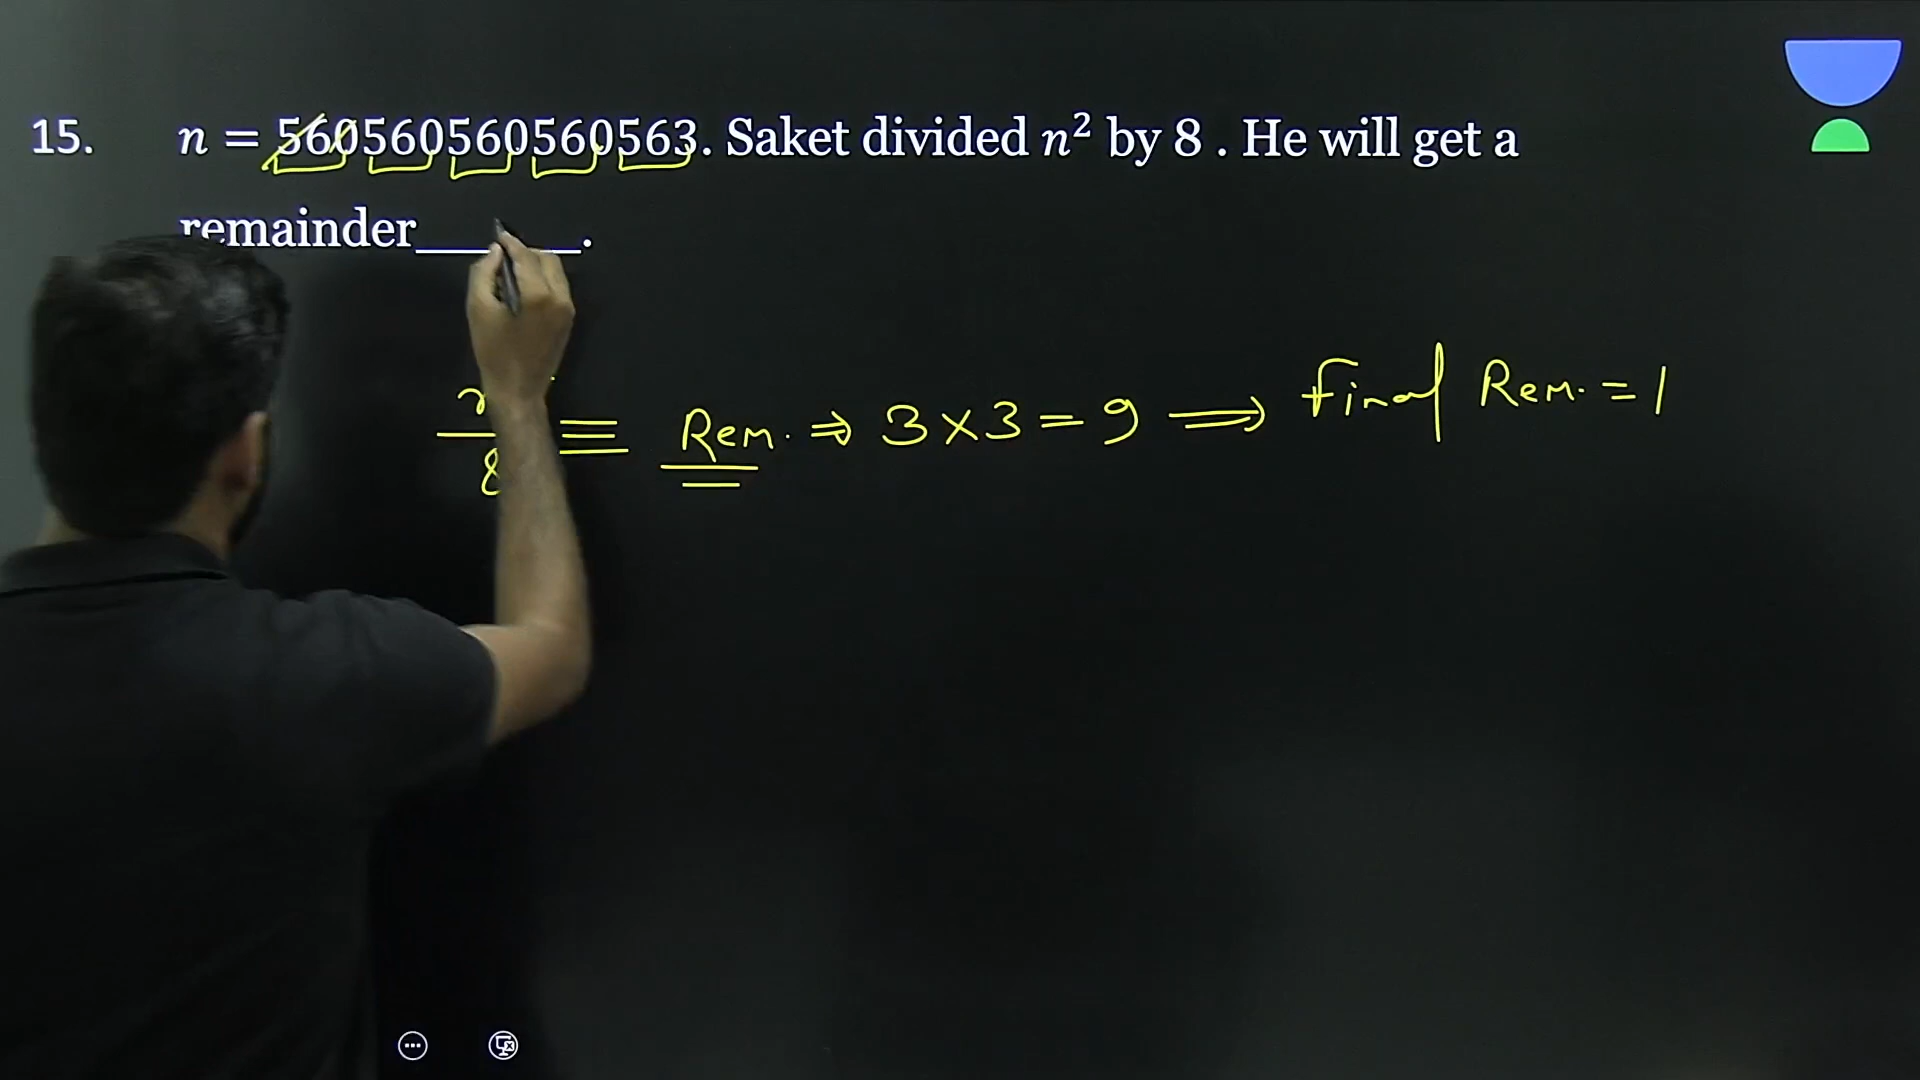 15. n = 560560560560563. Saket divided n² by 8 . He will get a
remainder______.
≡ Rem. ⇒ 3×3 = 9 ⟹ Final Rem. = 1
8